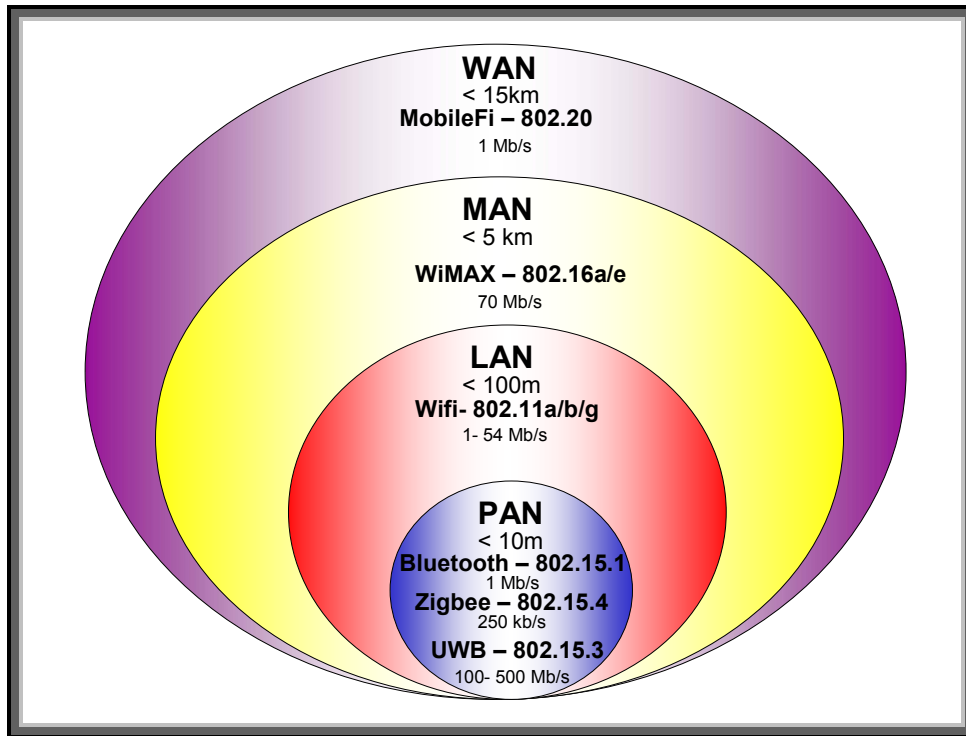 WAN
< 15km
MobileFi – 802.20
1 Mb/s
MAN
< 5 km
WiMAX – 802.16a/e
70 Mb/s
LAN
< 100m
Wifi- 802.11a/b/g
1- 54 Mb/s
PAN
< 10m
Bluetooth – 802.15.1
1 Mb/s
Zigbee – 802.15.4
250 kb/s
UWB – 802.15.3
100- 500 Mb/s